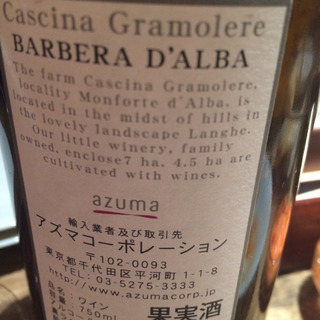 Cascina Gramolere
BARBERA D'ALBA
The farm Cascina Gramolere,
locality Monforte d'Alba, is
located in the midst of hills in
the lovely landscape Langhe.
Our little winery, family
owned, enclose7 ha, 4.5 ha are
cultivated with wines.
azuma
輸入業者及び取引先
アズマコーポレーション
〒102-0093
東京都千代田区平河町1-1-8
TEL:03-5275-3333
www.azumacorp.jp
品名:ワイン
容量:750ml
果実酒